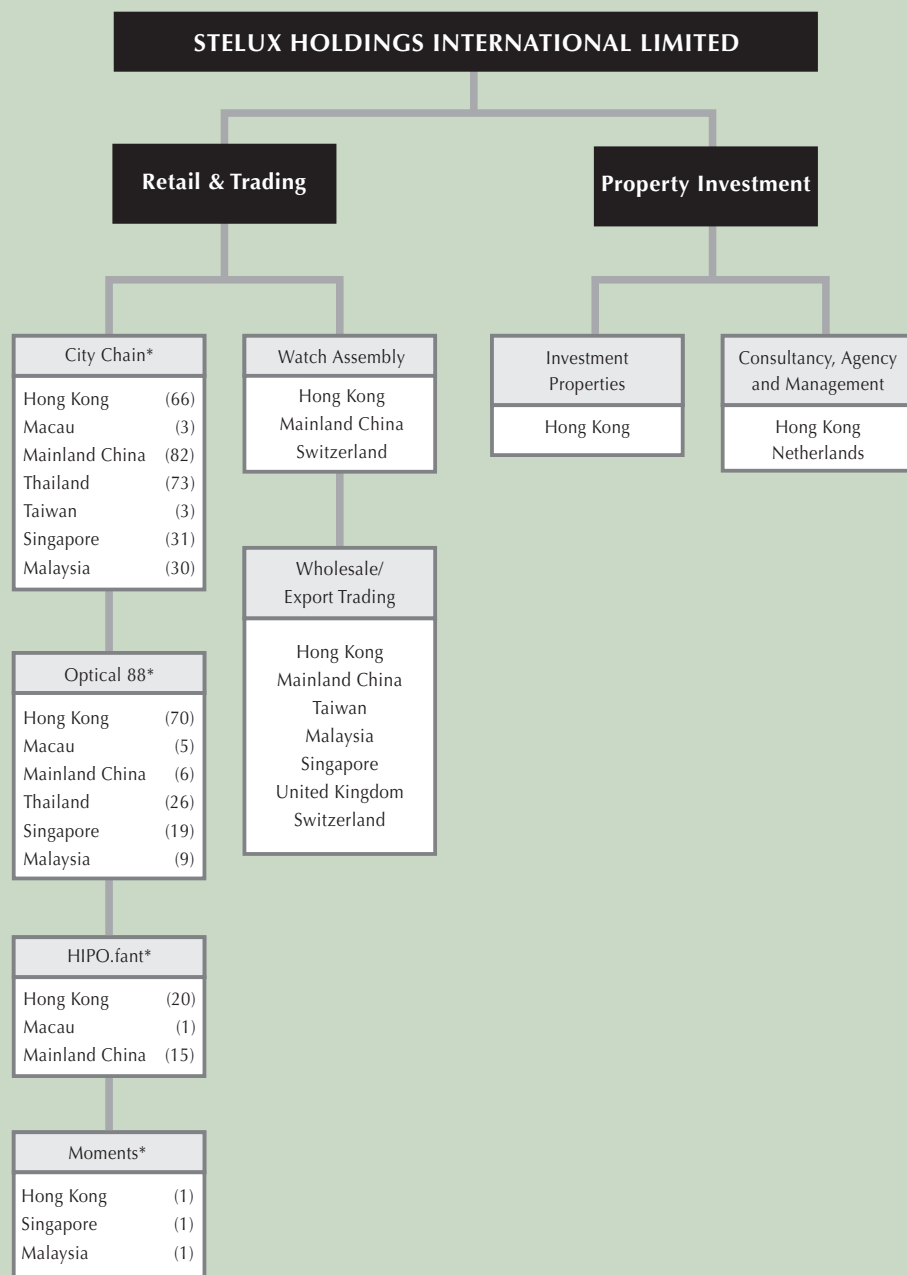 STELUX HOLDINGS INTERNATIONAL LIMITED
Retail & Trading
Property Investment
City Chain*
Hong Kong (66)
Macau (3)
Mainland China (82)
Thailand (73)
Taiwan (3)
Singapore (31)
Malaysia (30)
Optical 88*
Hong Kong (70)
Macau (5)
Mainland China (6)
Thailand (26)
Singapore (19)
Malaysia (9)
HIPO.fant*
Hong Kong (20)
Macau (1)
Mainland China (15)
Moments*
Hong Kong (1)
Singapore (1)
Malaysia (1)
Watch Assembly
Hong Kong
Mainland China
Switzerland
Wholesale/
Export Trading
Hong Kong
Mainland China
Taiwan
Malaysia
Singapore
United Kingdom
Switzerland
Investment
Properties
Hong Kong
Consultancy, Agency
and Management
Hong Kong
Netherlands